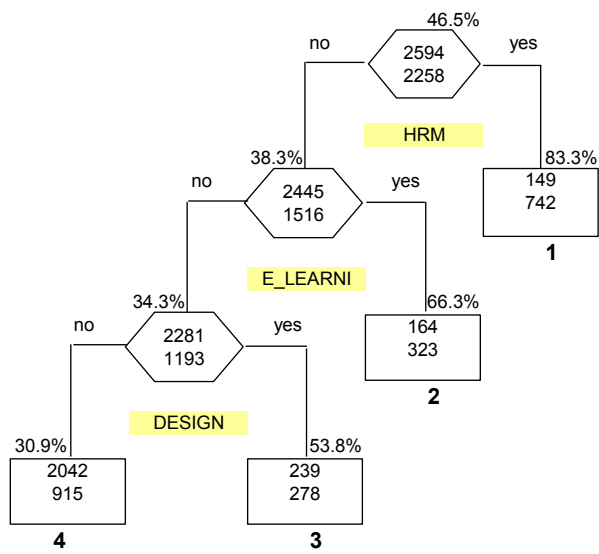 46.5%
no
2594
2258
yes
HRM
38.3%
83.3%
no
2445
1516
yes
149
742
1
E_LEARNI
34.3%
66.3%
no
2281
1193
yes
164
323
2
DESIGN
30.9%
53.8%
2042
915
239
278
4
3